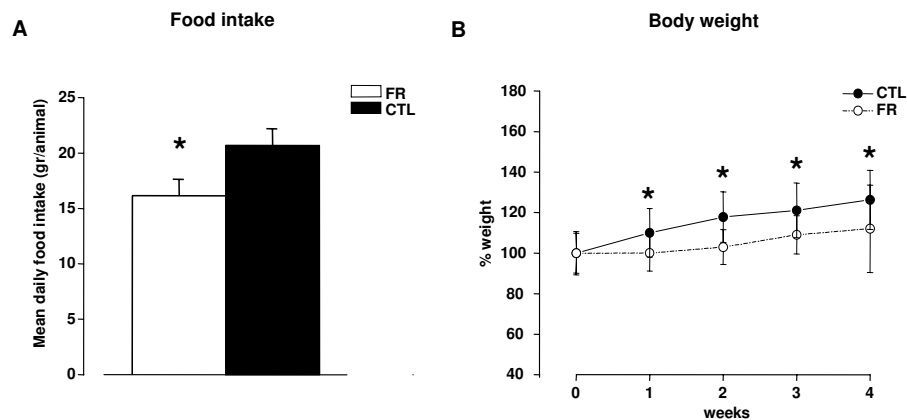 A
Food intake
FR
CTL
Mean daily food intake (gr/animal)
25
20
15
10
5
0
*
B
Body weight
CTL
FR
% weight
180
160
140
120
100
80
60
40
* * * *
0 1 2 3 4
weeks